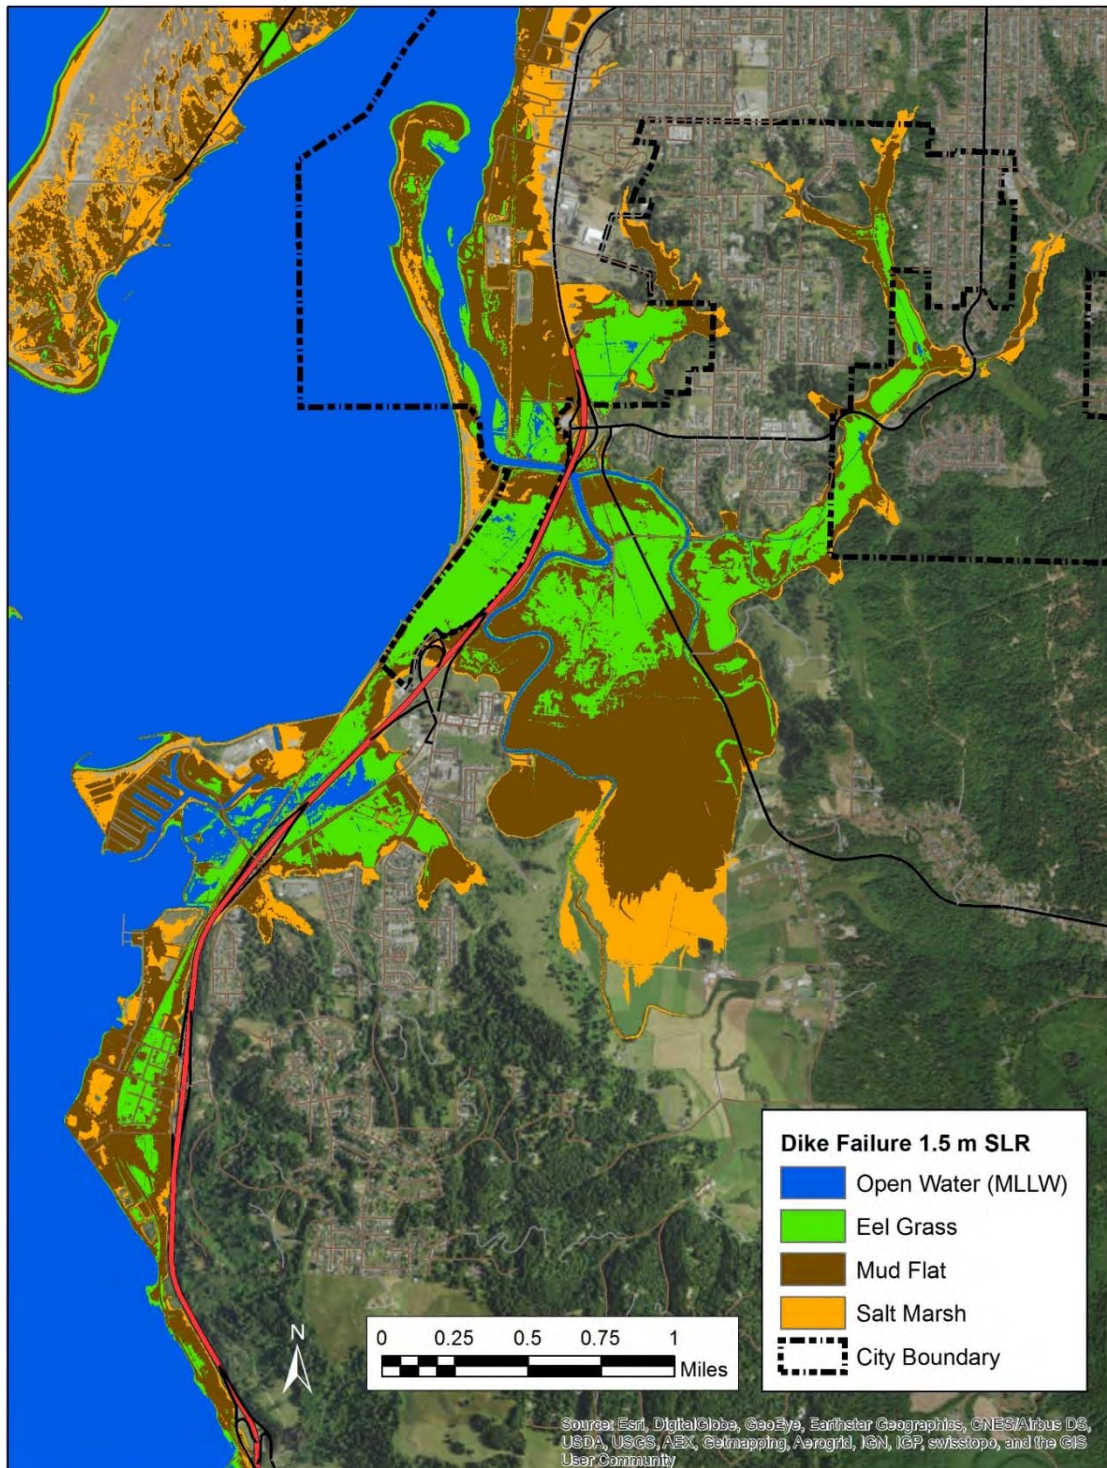 Dike Failure 1.5 m SLR
Open Water (MLLW)
Eel Grass
Mud Flat
Salt Marsh
City Boundary
N
0 0.25 0.5 0.75 1
Miles
Source: Esri, DigitalGlobe, GeoEye, Earthstar Geographics, CNES/Airbus DS,
USDA, USGS, AEX, Getmapping, Aerogrid, IGN, IGP, swisstopo, and the GIS
User Community